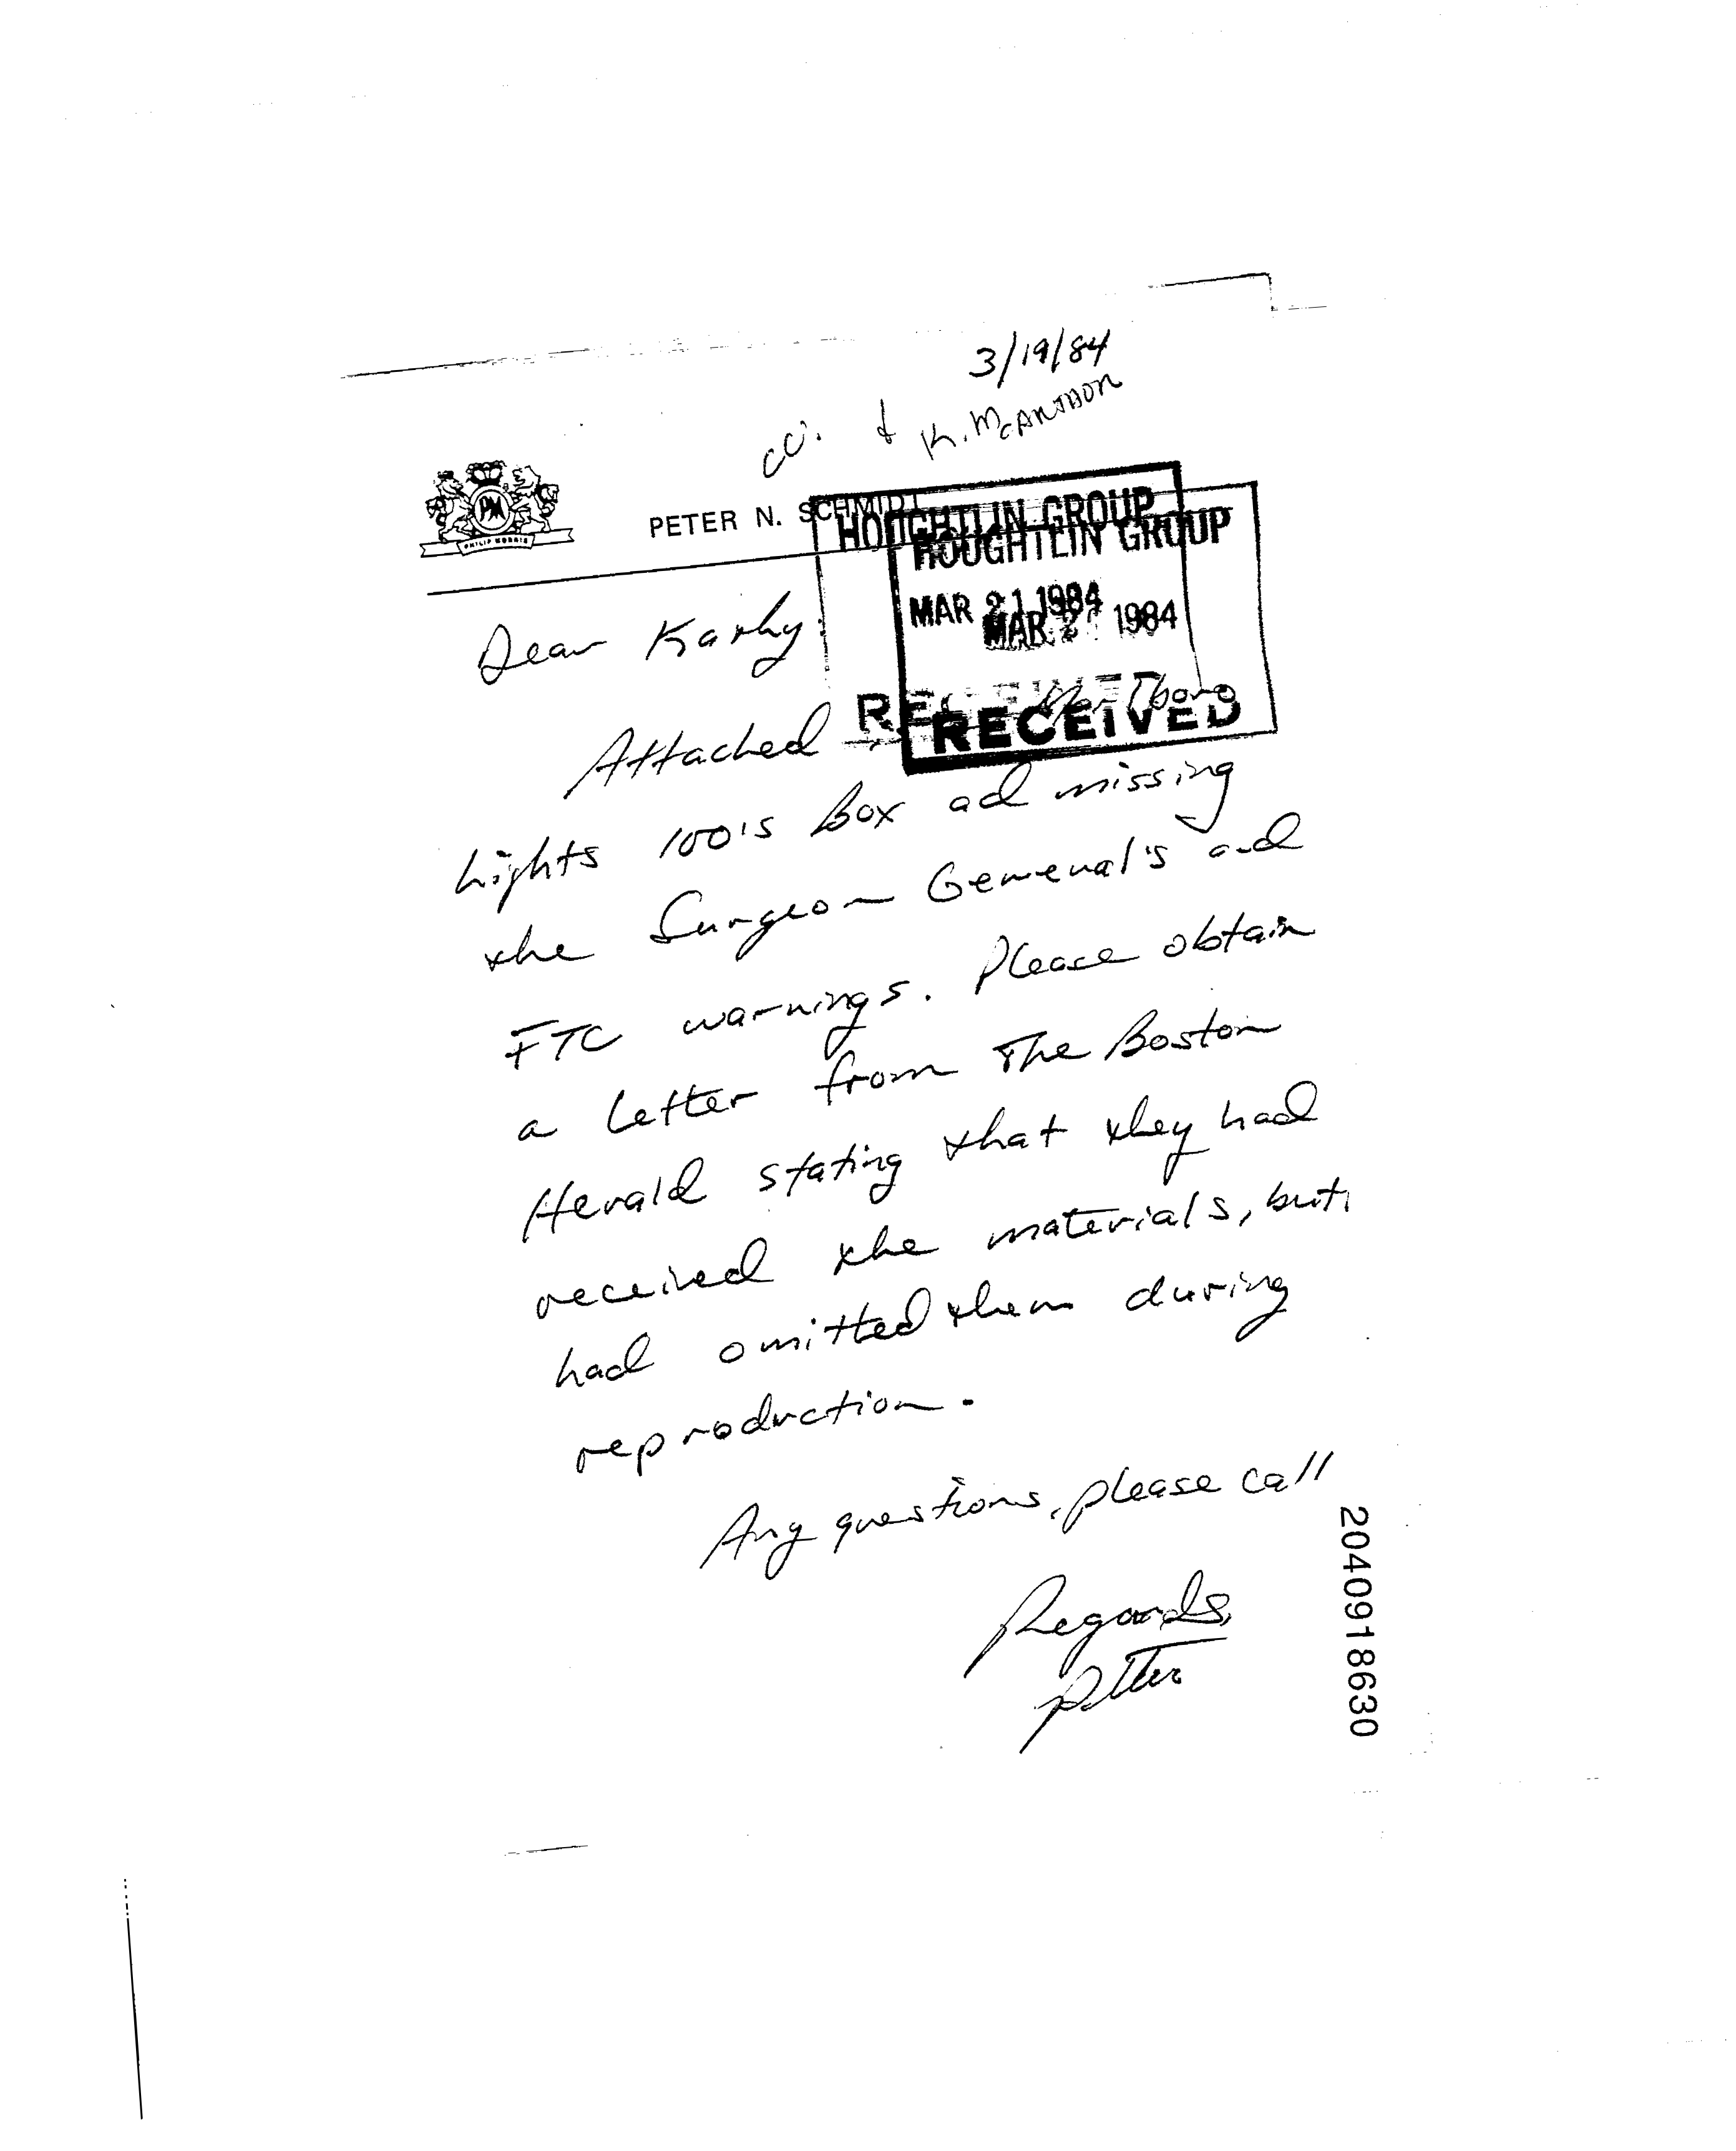 3/19/84
cc: K. McARTHOR
PM
PHILIP MORRIS
PETER N. SCHMIDT
HOUGHTLIN GROUP
HOUGHTLIN GROUP
MAR 21 1984
MAR 2 1984
Dear Kathy:
RECEIVED
RECEIVED
Attached Marlboro
Lights 100's Box ad missing
the Surgeon General's and
FTC warnings. Please obtain
a letter from The Boston
Herald stating that they had
received the materials, but
had omitted them during
reproduction.
Any questions, please call
Regards,
Peter
2040918630